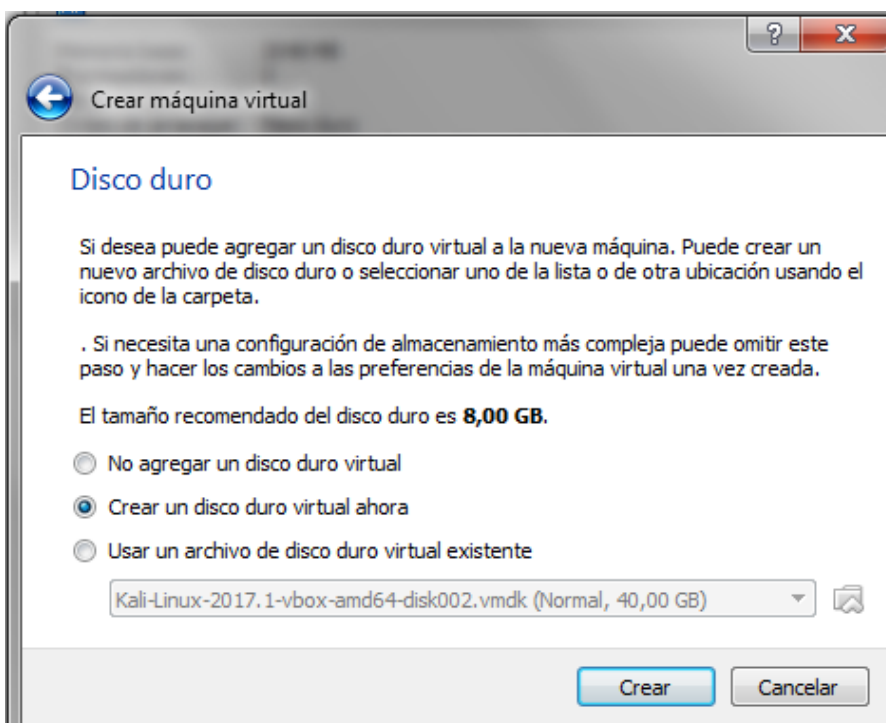 ?
X
Crear máquina virtual
Disco duro
Si desea puede agregar un disco duro virtual a la nueva máquina. Puede crear un
nuevo archivo de disco duro o seleccionar uno de la lista o de otra ubicación usando el
icono de la carpeta.
. Si necesita una configuración de almacenamiento más compleja puede omitir este
paso y hacer los cambios a las preferencias de la máquina virtual una vez creada.
El tamaño recomendado del disco duro es 8,00 GB.
No agregar un disco duro virtual
Crear un disco duro virtual ahora
Usar un archivo de disco duro virtual existente
Kali-Linux-2017.1-vbox-amd64-disk002.vmdk (Normal, 40,00 GB)
Crear
Cancelar